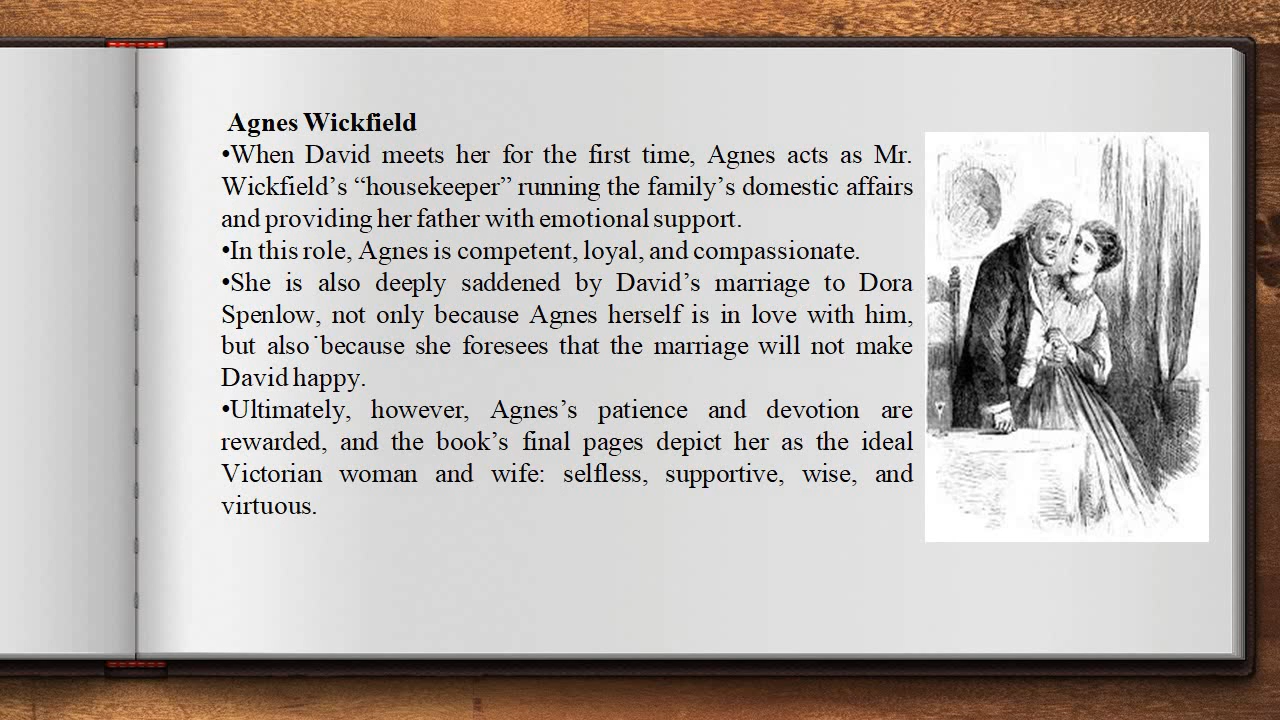 Agnes Wickfield
•When David meets her for the first time, Agnes acts as Mr.
Wickfield’s “housekeeper” running the family’s domestic affairs
and providing her father with emotional support.
•In this role, Agnes is competent, loyal, and compassionate.
•She is also deeply saddened by David’s marriage to Dora
Spenlow, not only because Agnes herself is in love with him,
but also because she foresees that the marriage will not make
David happy.
•Ultimately, however, Agnes’s patience and devotion are
rewarded, and the book’s final pages depict her as the ideal
Victorian woman and wife: selfless, supportive, wise, and
virtuous.